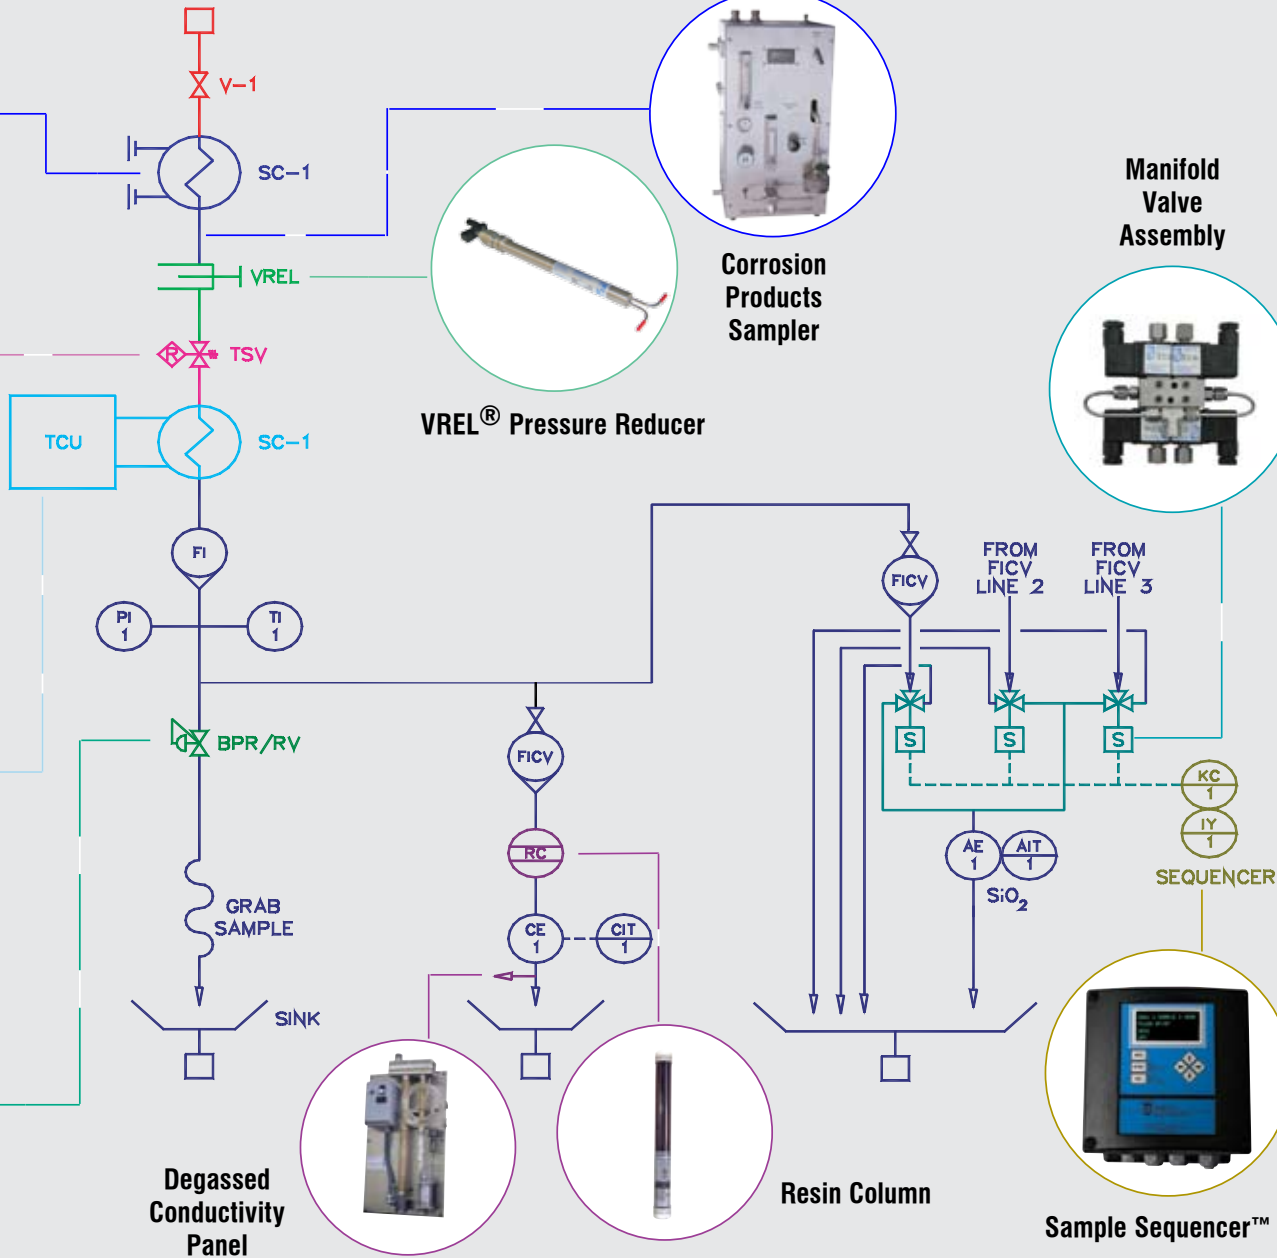 V-1
SC-1
VREL
R
TSV
TCU
SC-1
FI
PI
1
TI
1
BPR/RV
GRAB
SAMPLE
SINK
VREL® Pressure Reducer
Corrosion
Products
Sampler
Manifold
Valve
Assembly
FICV
RC
CE
1
CIT
1
FICV
FROM
FICV
LINE 2
FROM
FICV
LINE 3
S
S
S
KC
1
IY
1
SEQUENCER
AE
1
AIT
1
SiO₂
Degassed
Conductivity
Panel
Resin Column
Sample Sequencer™